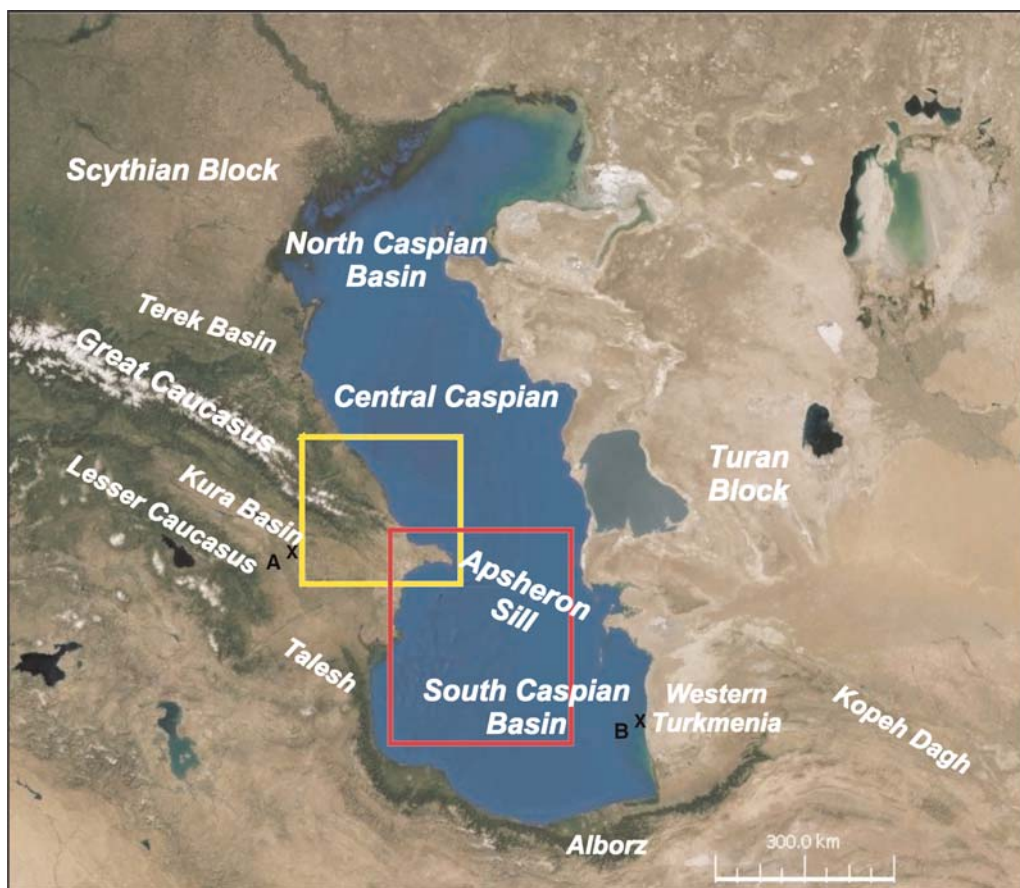 Scythian Block
North Caspian
Basin
Terek Basin
Great Caucasus
Central Caspian
Lesser Caucasus
Kura Basin
Turan
Block
A X
Apsheron
Sill
Talesh
South Caspian
Basin
Western
Turkmenia
B X
Kopeh Dagh
Alborz
300.0 km